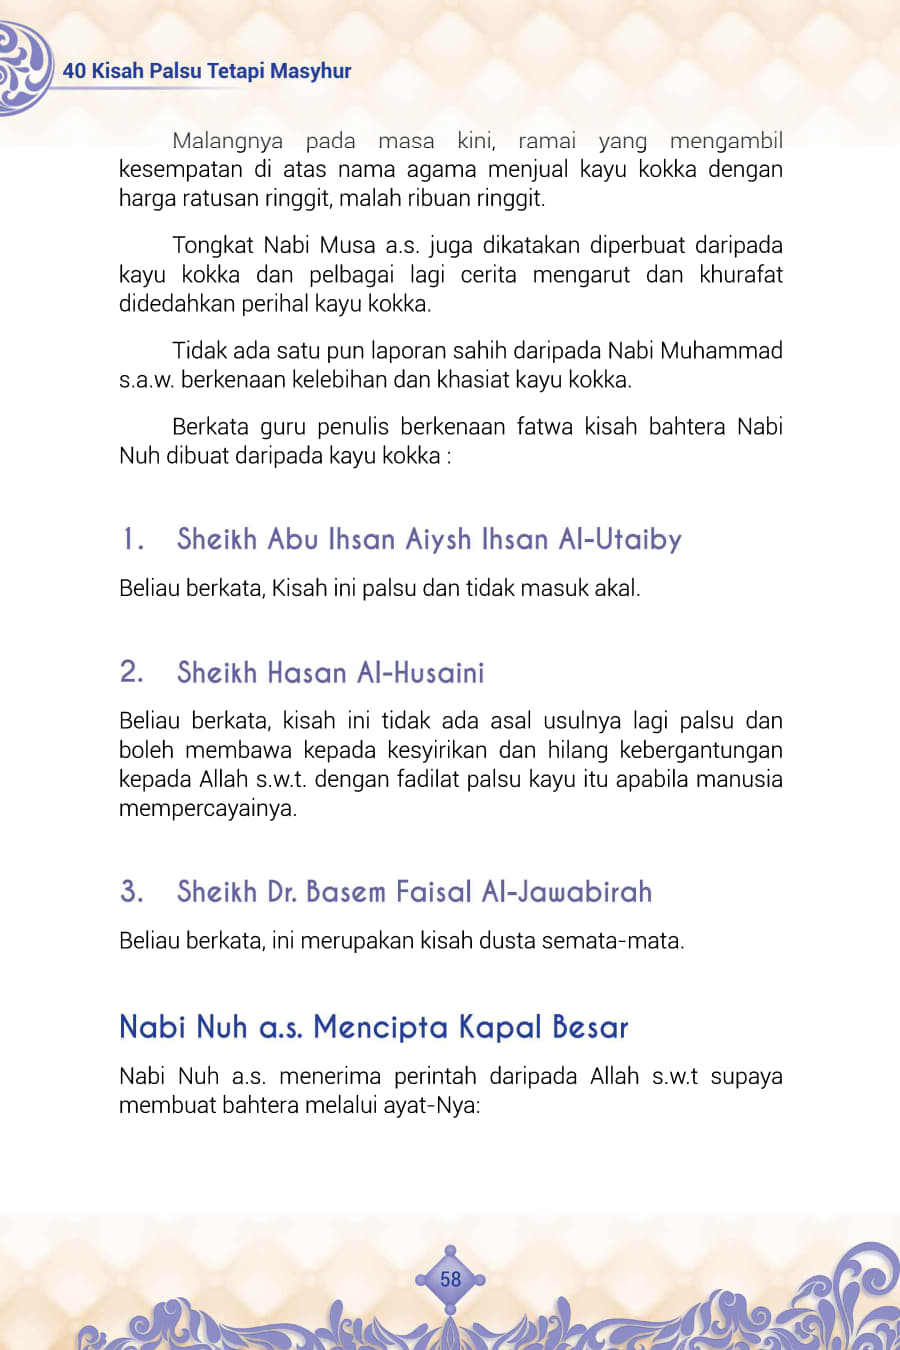 40 Kisah Palsu Tetapi Masyhur
Malangnya pada masa kini, ramai yang mengambil
kesempatan di atas nama agama menjual kayu kokka dengan
harga ratusan ringgit, malah ribuan ringgit.
Tongkat Nabi Musa a.s. juga dikatakan diperbuat daripada
kayu kokka dan pelbagai lagi cerita mengarut dan khurafat
didedahkan perihal kayu kokka.
Tidak ada satu pun laporan sahih daripada Nabi Muhammad
s.a.w. berkenaan kelebihan dan khasiat kayu kokka.
Berkata guru penulis berkenaan fatwa kisah bahtera Nabi
Nuh dibuat daripada kayu kokka :
1. Sheikh Abu Ihsan Aiysh Ihsan Al-Utaiby
Beliau berkata, Kisah ini palsu dan tidak masuk akal.
2. Sheikh Hasan Al-Husaini
Beliau berkata, kisah ini tidak ada asal usulnya lagi palsu dan
boleh membawa kepada kesyirikan dan hilang kebergantungan
kepada Allah s.w.t. dengan fadilat palsu kayu itu apabila manusia
mempercayainya.
3. Sheikh Dr. Basem Faisal Al-Jawabirah
Beliau berkata, ini merupakan kisah dusta semata-mata.
Nabi Nuh a.s. Mencipta Kapal Besar
Nabi Nuh a.s. menerima perintah daripada Allah s.w.t supaya
membuat bahtera melalui ayat-Nya:
58